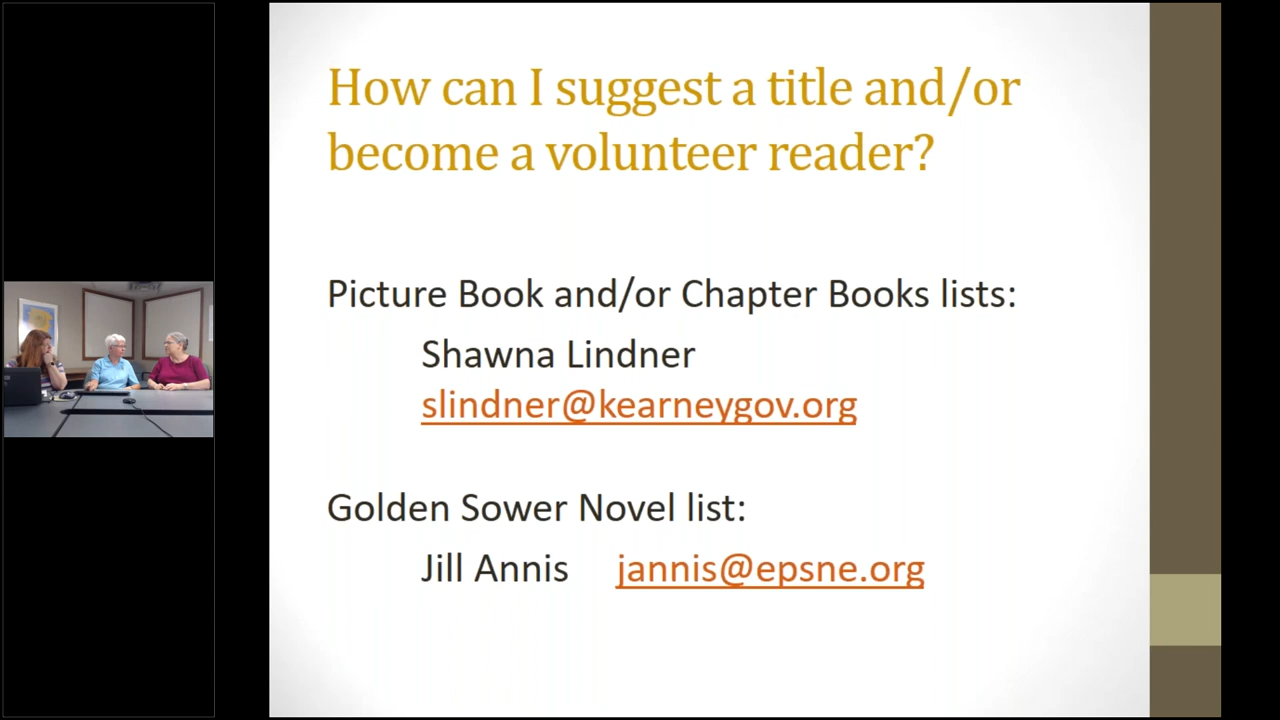 How can I suggest a title and/or
become a volunteer reader?
Picture Book and/or Chapter Books lists:
Shawna Lindner
slindner@kearneygov.org
Golden Sower Novel list:
Jill Annis jannis@epsne.org